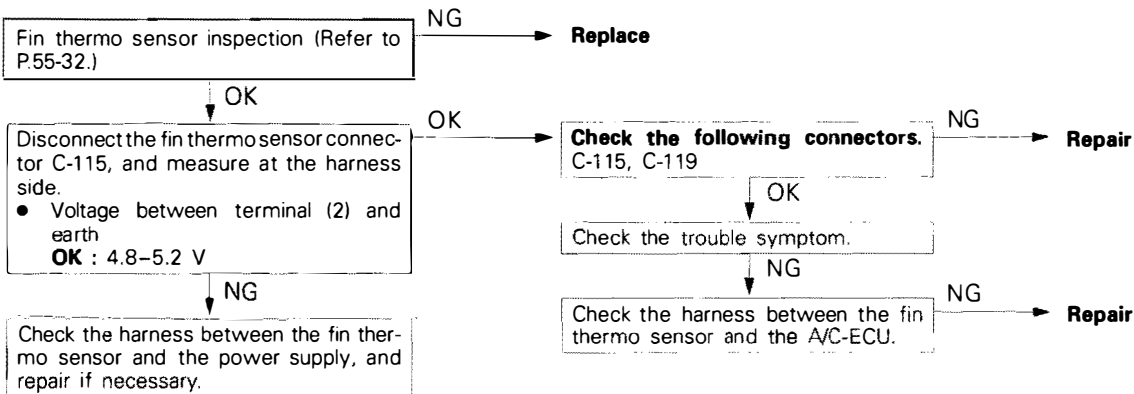 NG
Fin thermo sensor inspection (Refer to
P.55-32.)
Replace
OK
Disconnect the fin thermo sensor connec-
tor C-115, and measure at the harness
side.
● Voltage between terminal (2) and
earth
OK : 4.8–5.2 V
OK
Check the following connectors.
C-115, C-119
NG
Repair
OK
Check the trouble symptom.
NG
Check the harness between the fin
thermo sensor and the A/C-ECU.
NG
Repair
NG
Check the harness between the fin ther-
mo sensor and the power supply, and
repair if necessary.